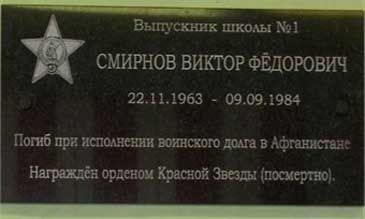 Выпускник школы №1
СМИРНОВ ВИКТОР ФЁДОРОВИЧ
22.11.1963 - 09.09.1984
Погиб при исполнении воинского долга в Афганистане
Награждён орденом Красной Звезды (посмертно).